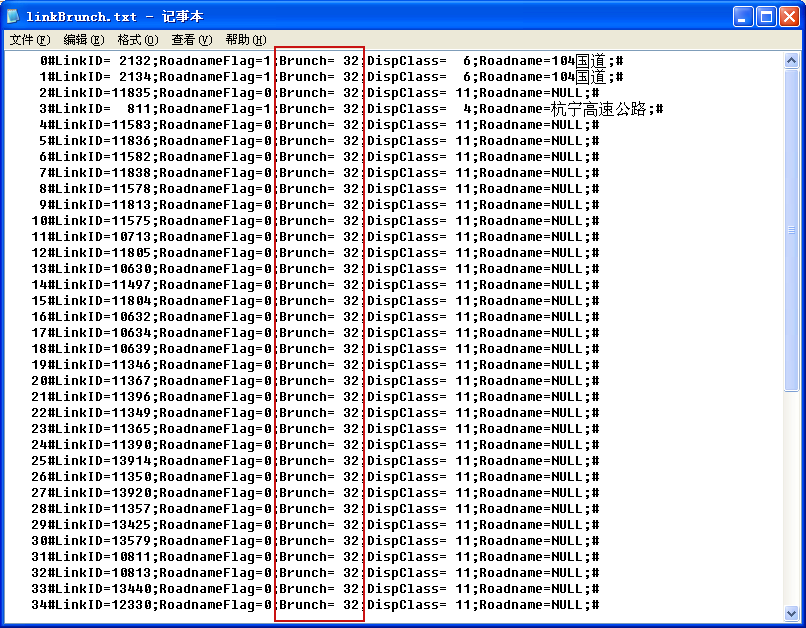 linkBrunch.txt - 记事本
文件(F) 编辑(E) 格式(O) 查看(V) 帮助(H)
0#LinkID= 2132;RoadnameFlag=1;Brunch= 32;DispClass=  6;Roadname=104国道;#
1#LinkID= 2134;RoadnameFlag=1;Brunch= 32;DispClass=  6;Roadname=104国道;#
2#LinkID=11835;RoadnameFlag=0;Brunch= 32;DispClass= 11;Roadname=NULL;#
3#LinkID=  811;RoadnameFlag=1;Brunch= 32;DispClass=  4;Roadname=杭宁高速公路;#
4#LinkID=11583;RoadnameFlag=0;Brunch= 32;DispClass= 11;Roadname=NULL;#
5#LinkID=11836;RoadnameFlag=0;Brunch= 32;DispClass= 11;Roadname=NULL;#
6#LinkID=11582;RoadnameFlag=0;Brunch= 32;DispClass= 11;Roadname=NULL;#
7#LinkID=11838;RoadnameFlag=0;Brunch= 32;DispClass= 11;Roadname=NULL;#
8#LinkID=11578;RoadnameFlag=0;Brunch= 32;DispClass= 11;Roadname=NULL;#
9#LinkID=11813;RoadnameFlag=0;Brunch= 32;DispClass= 11;Roadname=NULL;#
10#LinkID=11575;RoadnameFlag=0;Brunch= 32;DispClass= 11;Roadname=NULL;#
11#LinkID=10713;RoadnameFlag=0;Brunch= 32;DispClass= 11;Roadname=NULL;#
12#LinkID=11805;RoadnameFlag=0;Brunch= 32;DispClass= 11;Roadname=NULL;#
13#LinkID=10630;RoadnameFlag=0;Brunch= 32;DispClass= 11;Roadname=NULL;#
14#LinkID=11497;RoadnameFlag=0;Brunch= 32;DispClass= 11;Roadname=NULL;#
15#LinkID=11804;RoadnameFlag=0;Brunch= 32;DispClass= 11;Roadname=NULL;#
16#LinkID=10632;RoadnameFlag=0;Brunch= 32;DispClass= 11;Roadname=NULL;#
17#LinkID=10634;RoadnameFlag=0;Brunch= 32;DispClass= 11;Roadname=NULL;#
18#LinkID=10639;RoadnameFlag=0;Brunch= 32;DispClass= 11;Roadname=NULL;#
19#LinkID=11346;RoadnameFlag=0;Brunch= 32;DispClass= 11;Roadname=NULL;#
20#LinkID=11367;RoadnameFlag=0;Brunch= 32;DispClass= 11;Roadname=NULL;#
21#LinkID=11396;RoadnameFlag=0;Brunch= 32;DispClass= 11;Roadname=NULL;#
22#LinkID=11349;RoadnameFlag=0;Brunch= 32;DispClass= 11;Roadname=NULL;#
23#LinkID=11365;RoadnameFlag=0;Brunch= 32;DispClass= 11;Roadname=NULL;#
24#LinkID=11390;RoadnameFlag=0;Brunch= 32;DispClass= 11;Roadname=NULL;#
25#LinkID=13914;RoadnameFlag=0;Brunch= 32;DispClass= 11;Roadname=NULL;#
26#LinkID=11350;RoadnameFlag=0;Brunch= 32;DispClass= 11;Roadname=NULL;#
27#LinkID=13920;RoadnameFlag=0;Brunch= 32;DispClass= 11;Roadname=NULL;#
28#LinkID=11357;RoadnameFlag=0;Brunch= 32;DispClass= 11;Roadname=NULL;#
29#LinkID=13425;RoadnameFlag=0;Brunch= 32;DispClass= 11;Roadname=NULL;#
30#LinkID=13579;RoadnameFlag=0;Brunch= 32;DispClass= 11;Roadname=NULL;#
31#LinkID=10811;RoadnameFlag=0;Brunch= 32;DispClass= 11;Roadname=NULL;#
32#LinkID=10813;RoadnameFlag=0;Brunch= 32;DispClass= 11;Roadname=NULL;#
33#LinkID=13440;RoadnameFlag=0;Brunch= 32;DispClass= 11;Roadname=NULL;#
34#LinkID=12330;RoadnameFlag=0;Brunch= 32;DispClass= 11;Roadname=NULL;#